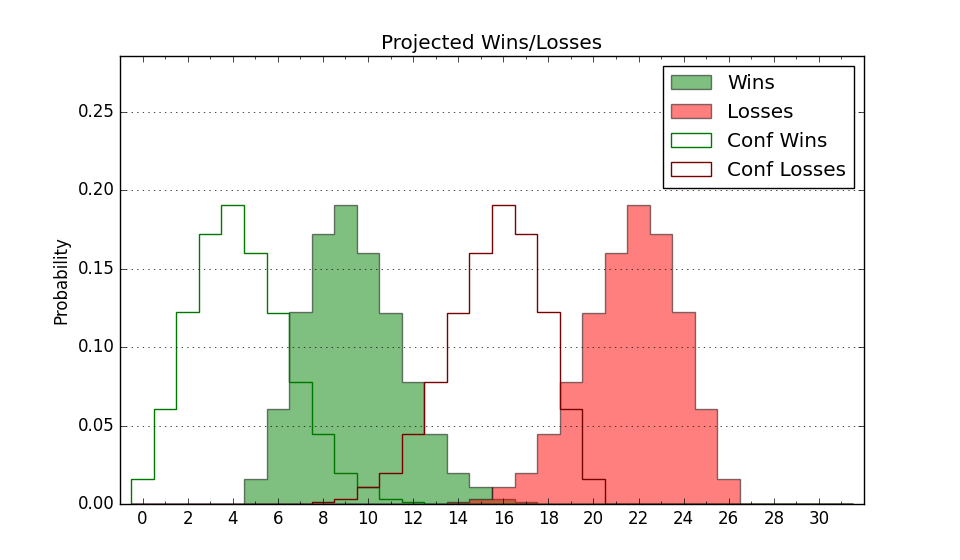 Projected Wins/Losses
Wins
Losses
Conf Wins
Conf Losses
Probability
0.25
0.20
0.15
0.10
0.05
0.00
0 2 4 6 8 10 12 14 16 18 20 22 24 26 28 30